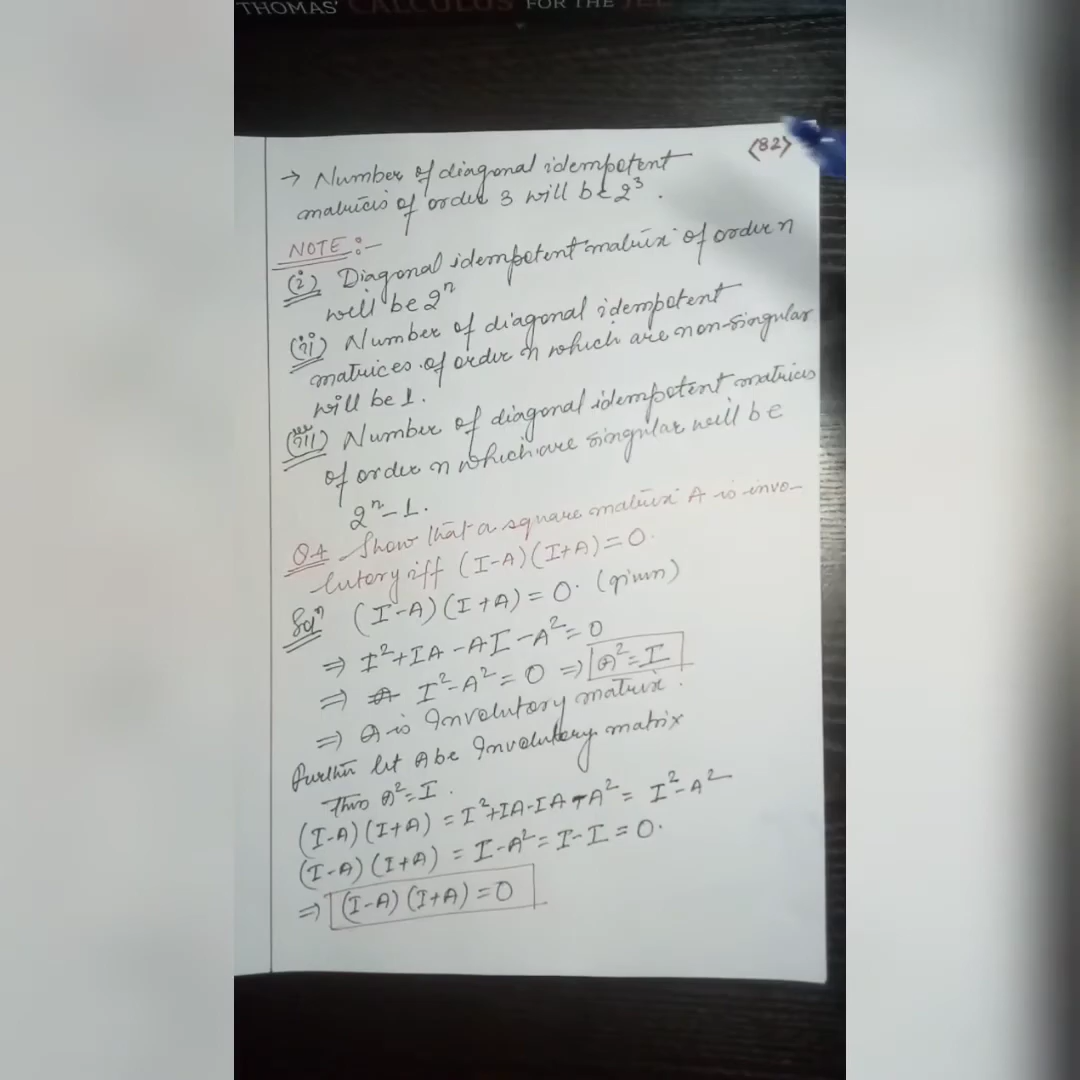 THOMAS' CALCULUS FOR THE JEE
<82>
→ Number of diagonal idempotent
matricis of order 3 will be 2³.
NOTE:-
(i) Diagonal idempotent matrix of order n
will be 2ⁿ
(ii) Number of diagonal idempotent
matrices of order n which are non-singular
will be 1.
(iii) Number of diagonal idempotent matricis
of order n which are singular will be
2ⁿ-1.
Q4 Show that a square matrix A is invo-
lutory iff (I-A)(I+A)=0.
Solⁿ (I-A)(I+A)=0. (given)
⇒ I²+IA-AI-A²=0
⇒ I²-A²=0 ⇒ A²=I
⇒ A is Involutory matrix.
Further let A be Involutory matrix
Thus A²=I.
(I-A)(I+A) = I²+IA-IA-A² = I²-A²
(I-A)(I+A) = I-A² = I-I = 0.
⇒ (I-A)(I+A)=0